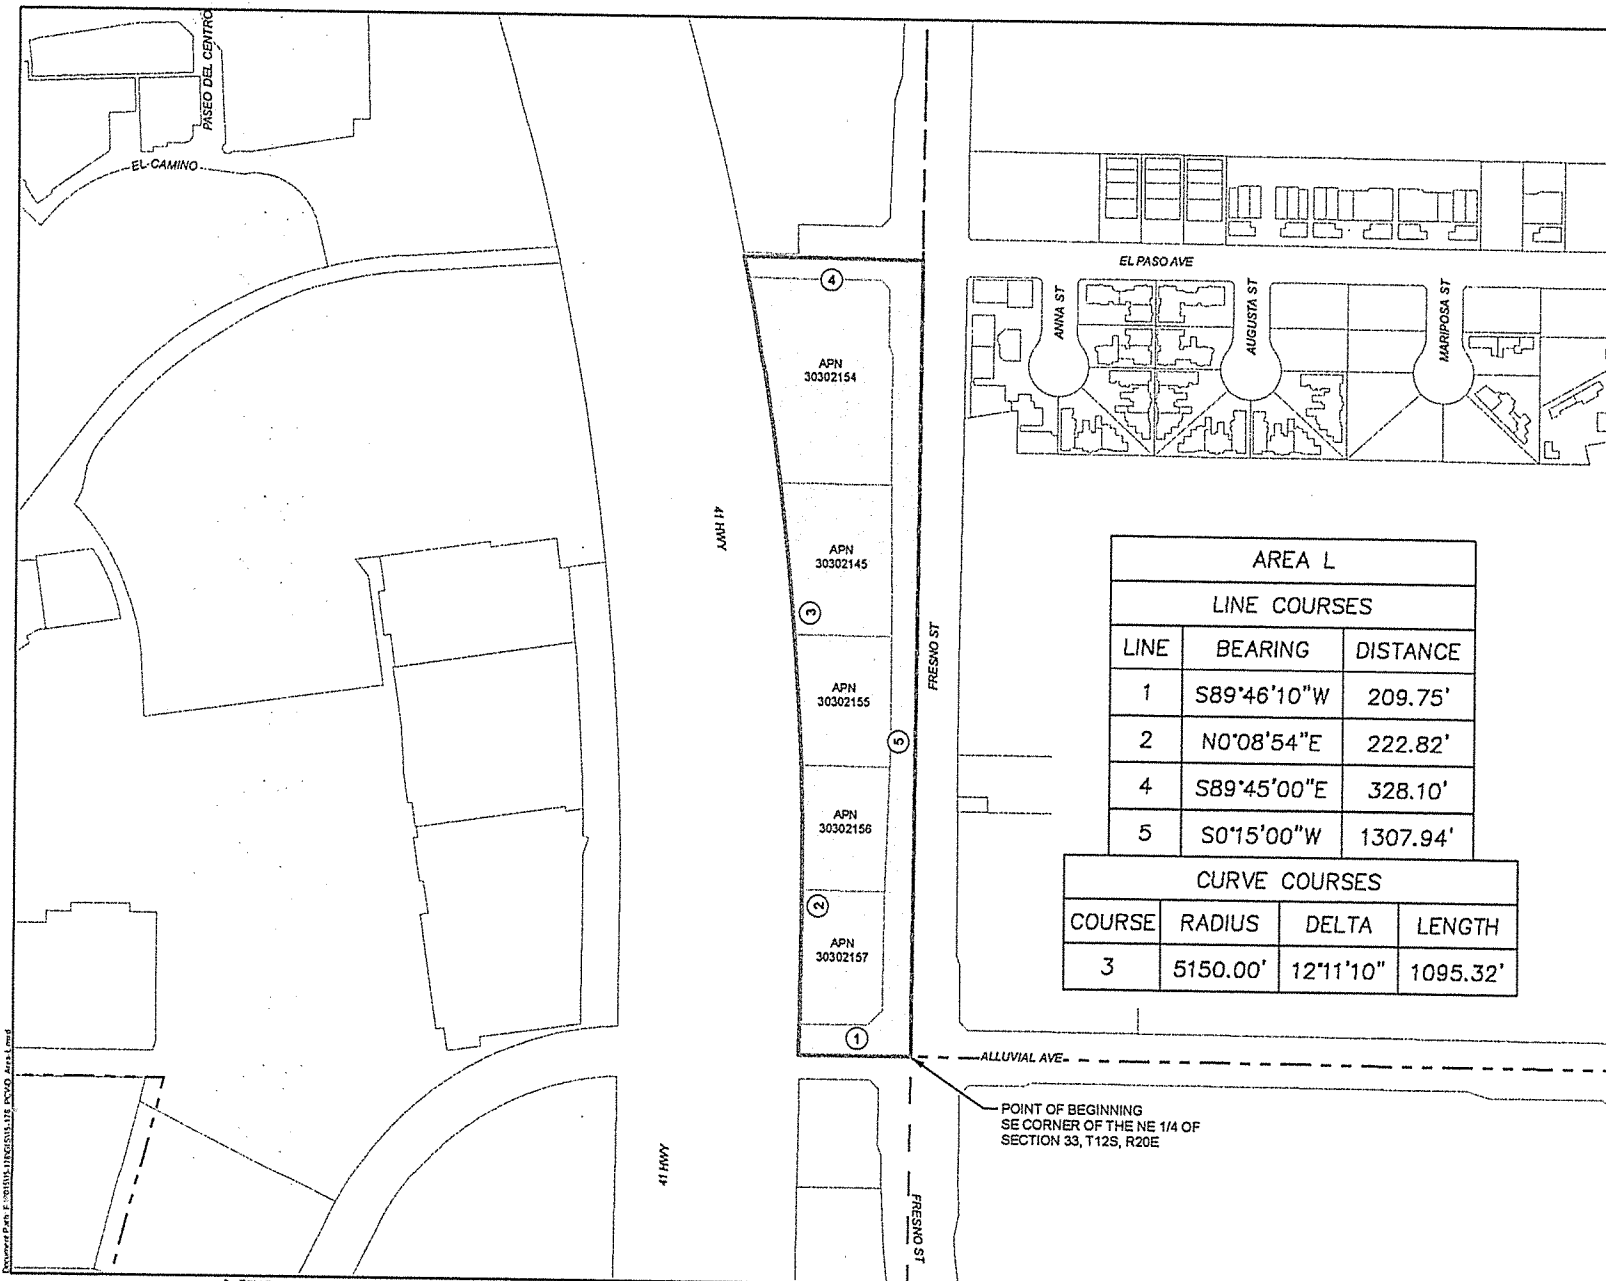 PASEO DEL CENTRO
EL CAMINO
EL PASO AVE
ANNA ST
AUGUSTA ST
MARIPOSA ST
4
APN
30302154
41 HWY
APN
30302145
3
FRESNO ST
APN
30302155
5
APN
30302156
2
APN
30302157
1
ALLUVIAL AVE
POINT OF BEGINNING
SE CORNER OF THE NE 1/4 OF
SECTION 33, T12S, R20E
41 HWY
FRESNO ST
AREA L
LINE COURSES
LINE BEARING DISTANCE
1 S89°46'10"W 209.75'
2 N0°08'54"E 222.82'
4 S89°45'00"E 328.10'
5 S0°15'00"W 1307.94'
CURVE COURSES
COURSE RADIUS DELTA LENGTH
3 5150.00' 12°11'10" 1095.32'
Document Path: